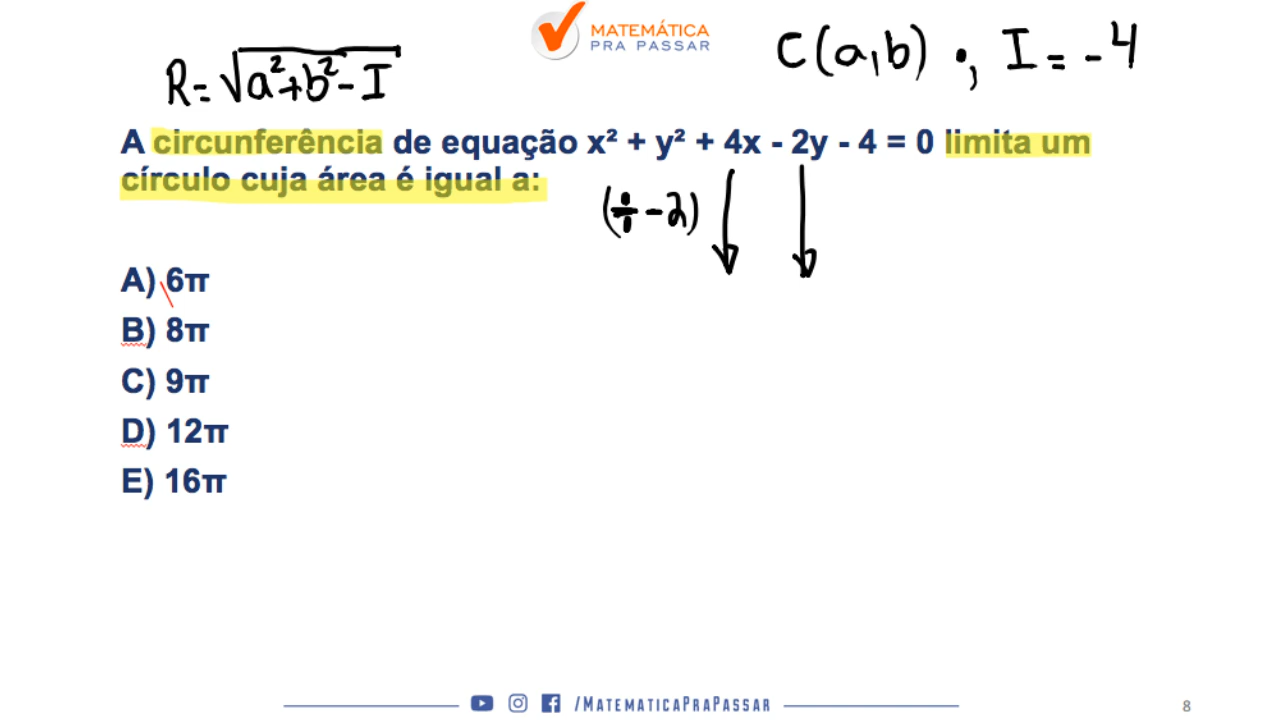 MATEMÁTICA
PRA PASSAR
C(a,b) ; I = -4
R = √a²+b²-I
A circunferência de equação x² + y² + 4x - 2y - 4 = 0 limita um
círculo cuja área é igual a:
(÷ -2)
A) 6π
B) 8π
C) 9π
D) 12π
E) 16π
/MATEMATICAPRAPASSAR
8